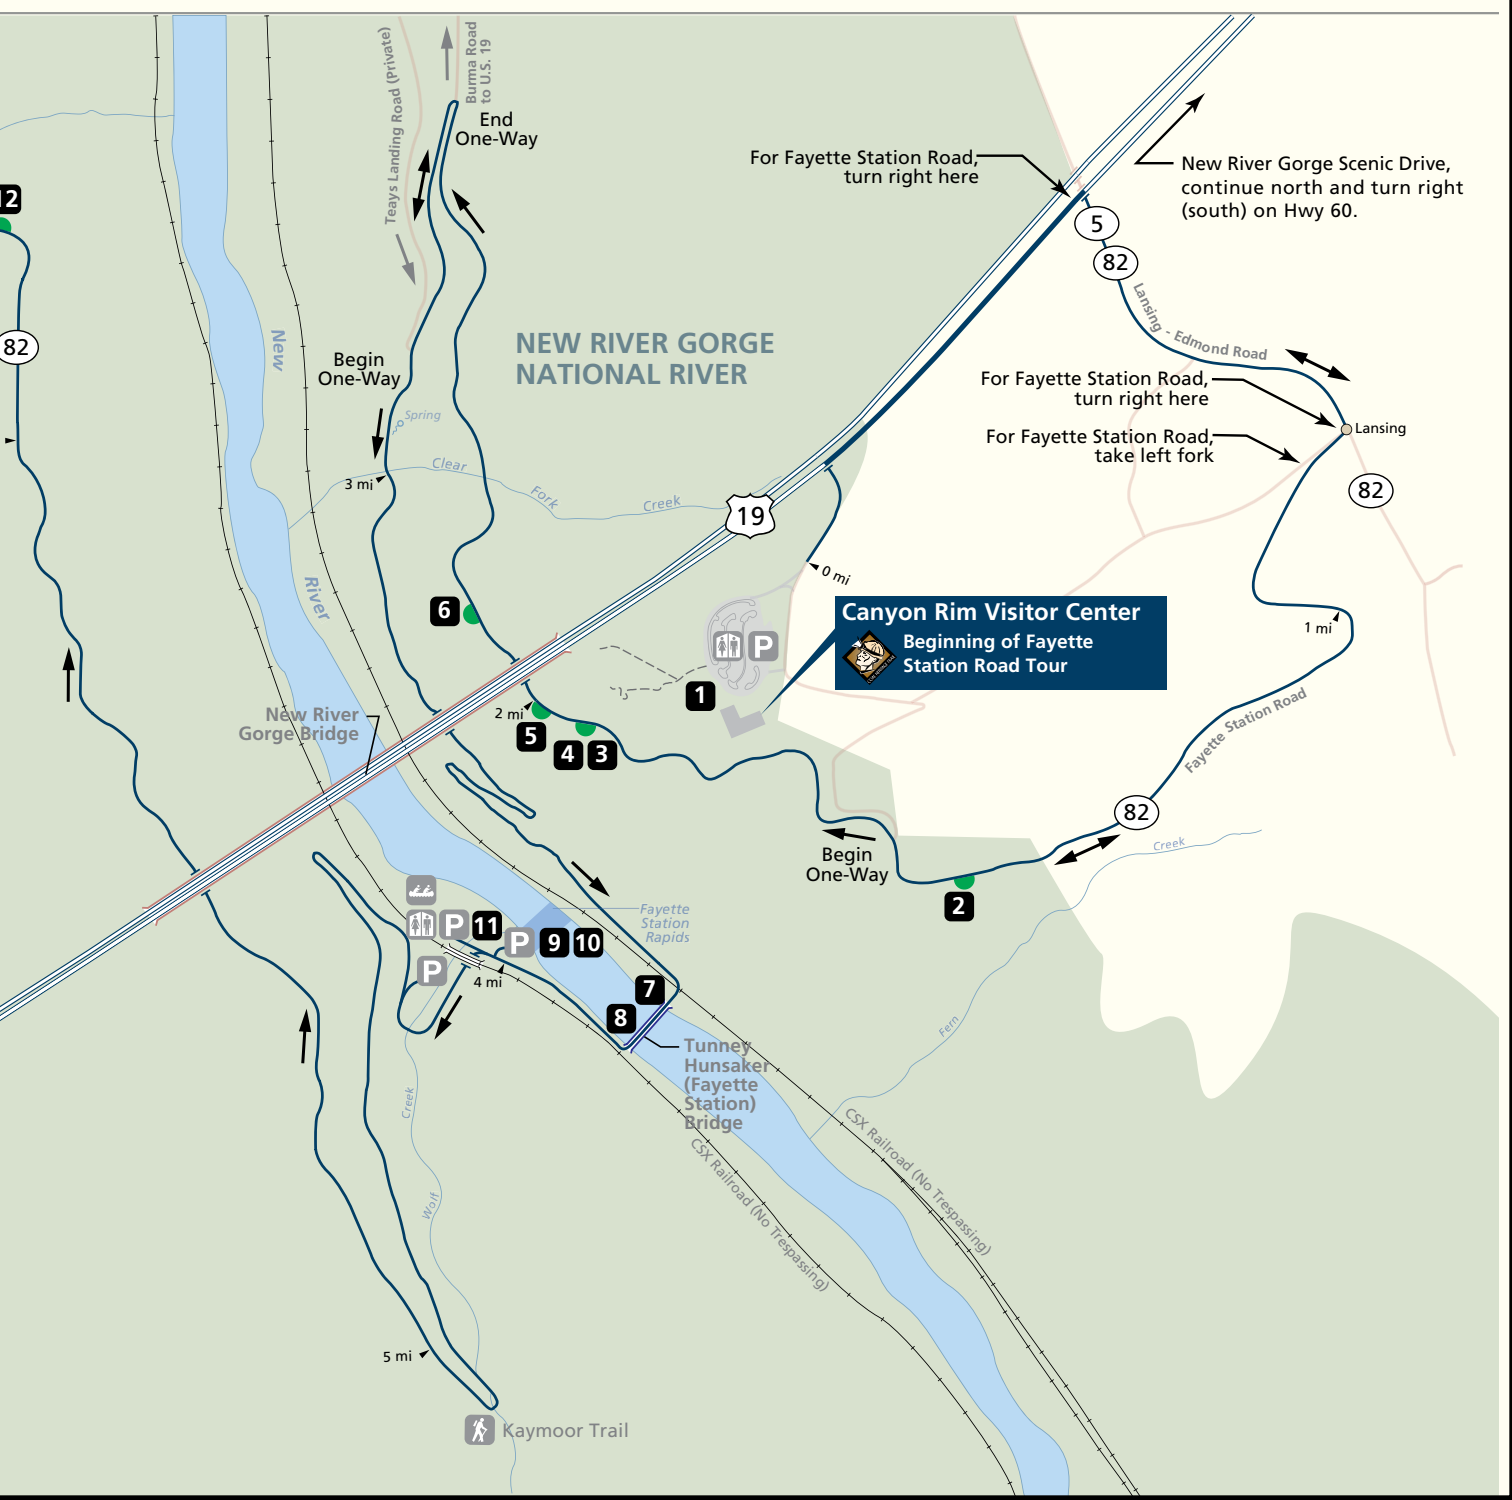 Teays Landing Road (Private)
Burma Road
to U.S. 19
End
One-Way
For Fayette Station Road,
turn right here
New River Gorge Scenic Drive,
continue north and turn right
(south) on Hwy 60.
12
5
82
Lansing - Edmond Road
82
New
NEW RIVER GORGE
NATIONAL RIVER
Begin
One-Way
Spring
For Fayette Station Road,
turn right here
For Fayette Station Road,
take left fork
Lansing
82
3 mi
Clear Fork Creek
19
0 mi
River
6
Canyon Rim Visitor Center
Beginning of Fayette
Station Road Tour
1 mi
P
1
New River
Gorge Bridge
2 mi
5
4
3
Fayette Station Road
82
Begin
One-Way
Creek
2
Fayette
Station
Rapids
P
11
P
9
10
P
4 mi
7
8
Fern
Tunney
Hunsaker
(Fayette
Station)
Bridge
Creek
Wolf
CSX Railroad (No Trespassing)
CSX Railroad (No Trespassing)
5 mi
Kaymoor Trail